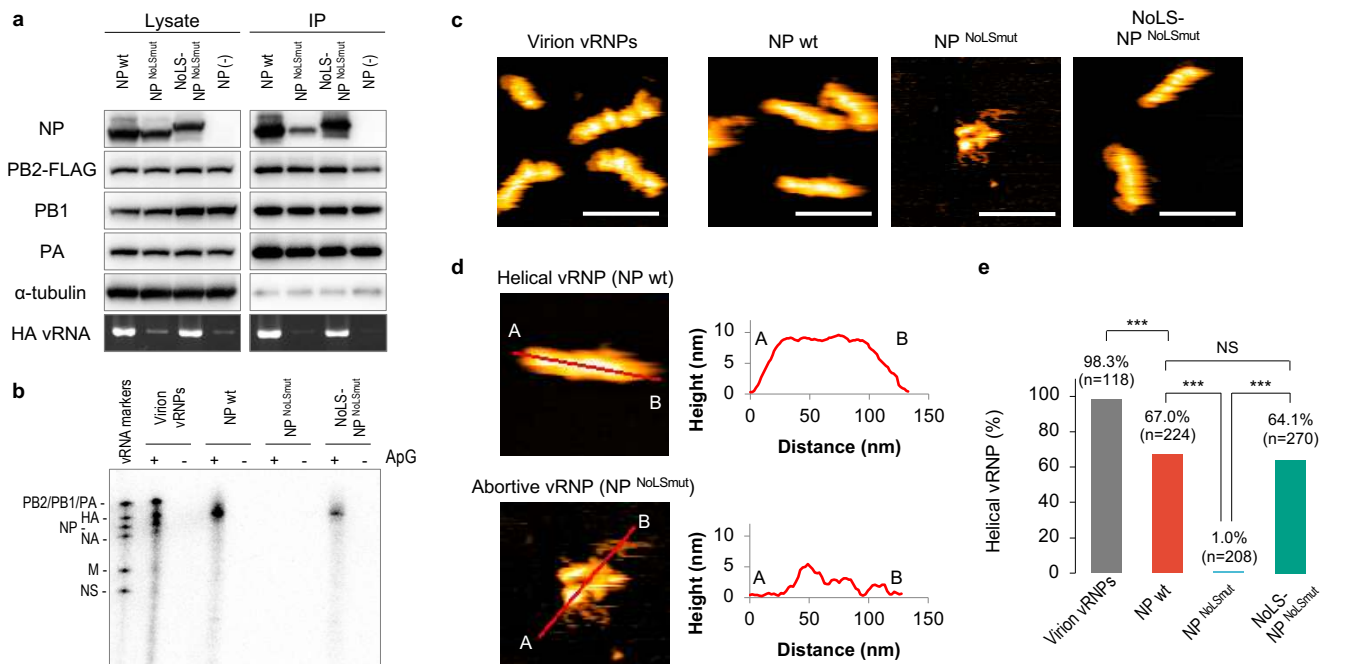 a
Lysate
IP
NP wt
NP NoLSmut
NoLS-
NP NoLSmut
NP (-)
NP wt
NP NoLSmut
NoLS-
NP NoLSmut
NP (-)
NP
PB2-FLAG
PB1
PA
α-tubulin
HA vRNA
b
vRNA markers
Virion
vRNPs
NP wt
NP NoLSmut
NoLS-
NP NoLSmut
+ - + - + - + - ApG
PB2/PB1/PA -
HA -
NP -
NA -
M -
NS -
c
Virion vRNPs
NP wt
NP NoLSmut
NoLS-
NP NoLSmut
d
Helical vRNP (NP wt)
A
B
Height (nm)
10
5
0
A
B
0 50 100 150
Distance (nm)
Abortive vRNP (NP NoLSmut)
B
A
Height (nm)
10
5
0
A
B
0 50 100 150
Distance (nm)
e
***
NS
*** ***
98.3%
(n=118)
67.0%
(n=224)
1.0%
(n=208)
64.1%
(n=270)
Helical vRNP (%)
100
80
60
40
20
0
Virion vRNPs
NP wt
NP NoLSmut
NoLS-
NP NoLSmut